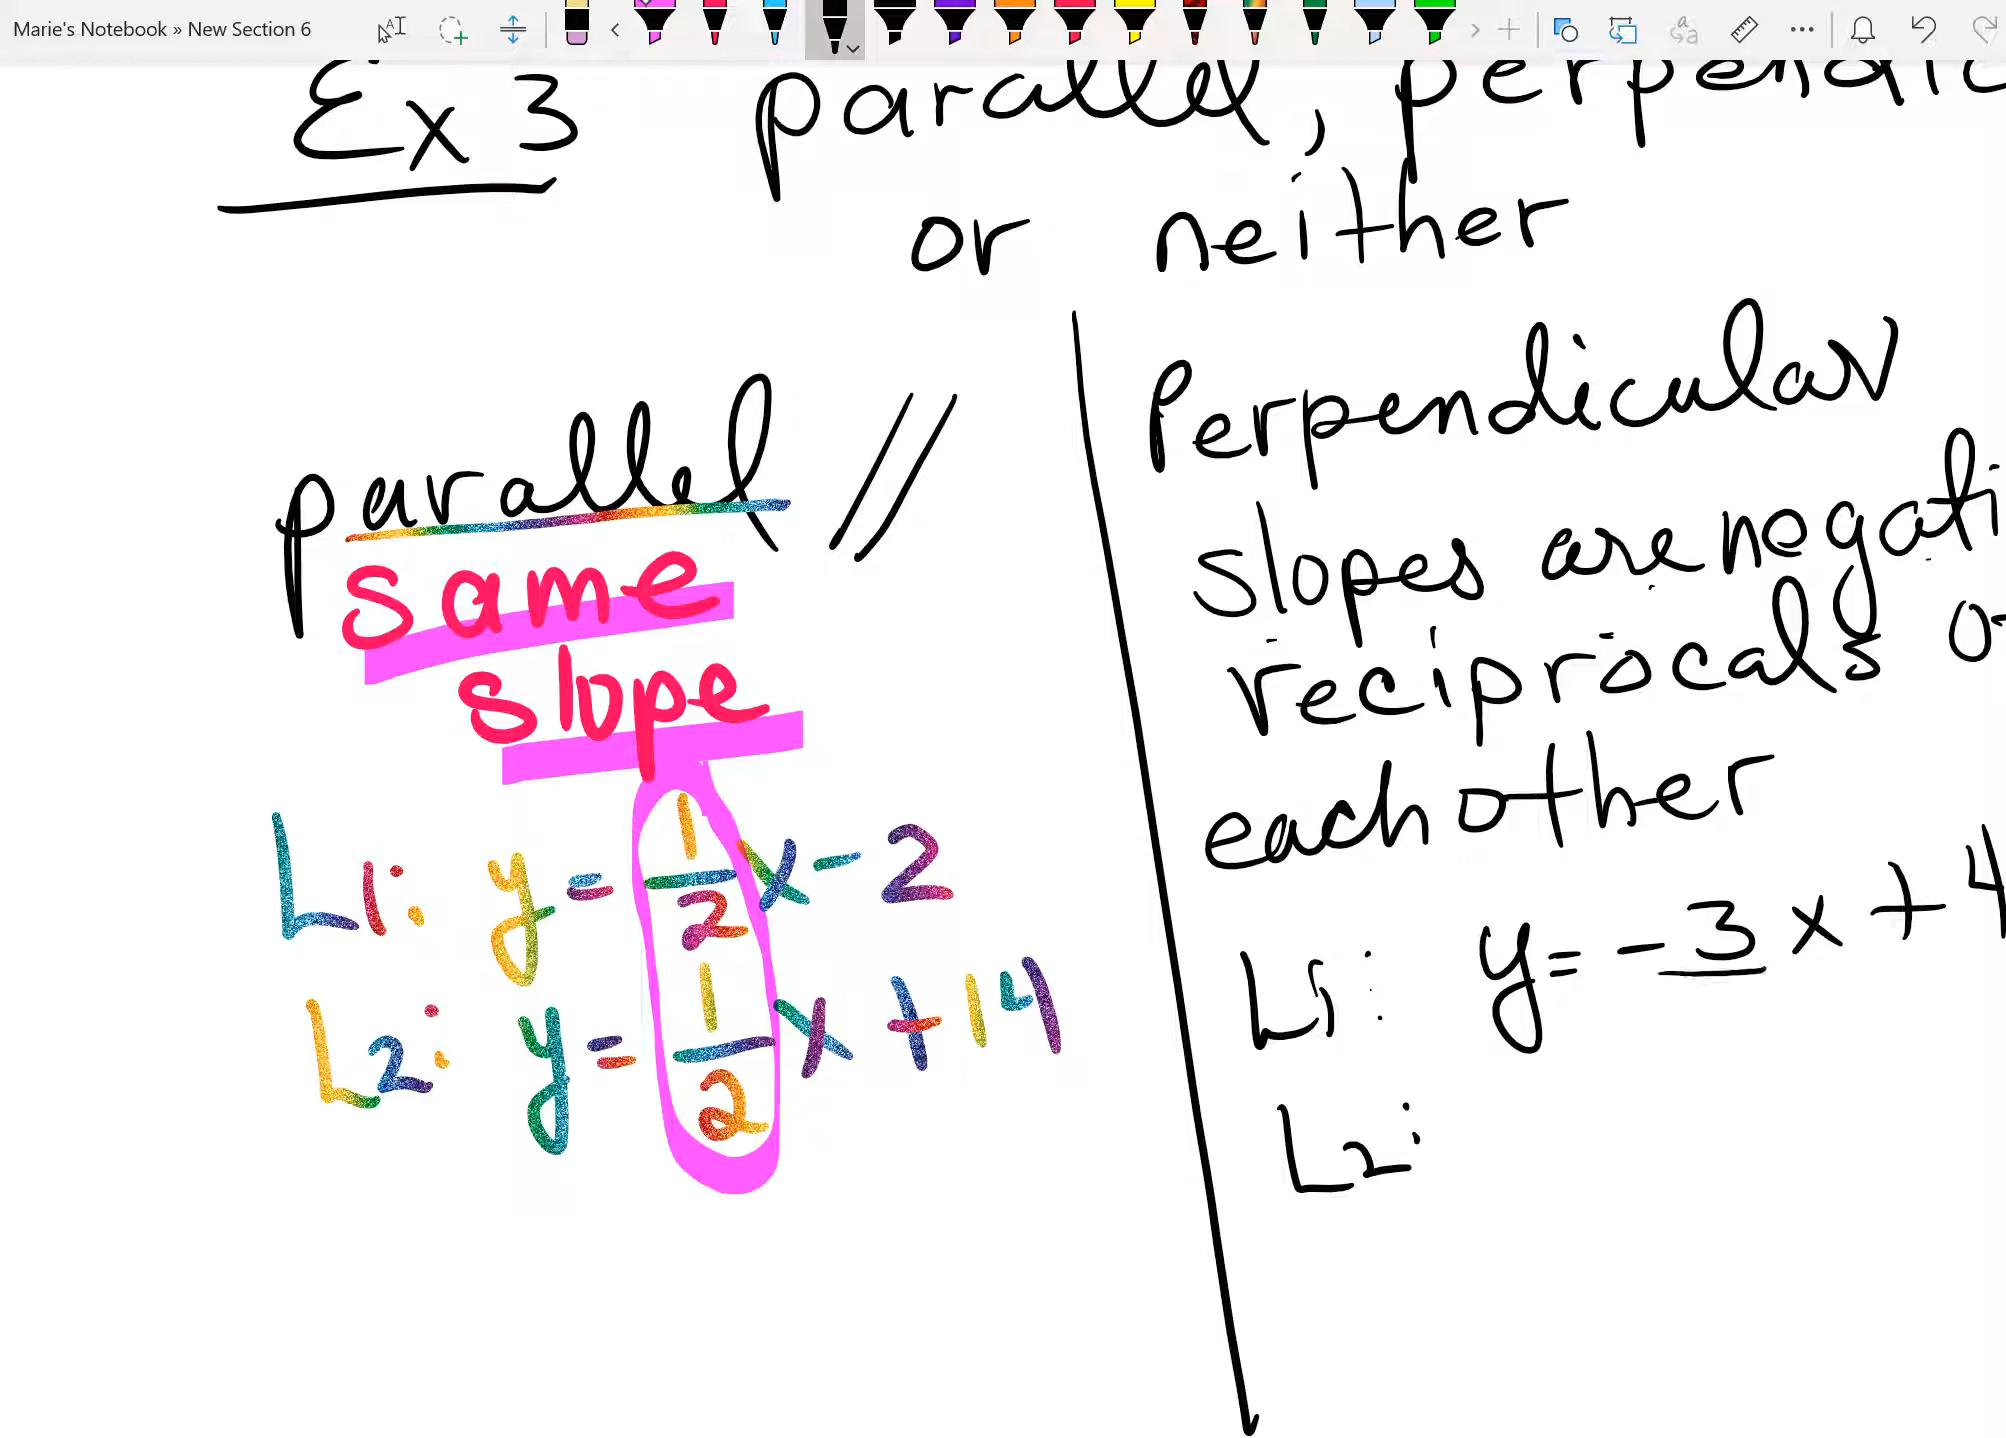 Marie's Notebook » New Section 6
Ex 3 parallel, perpendic
or neither
parallel //
same
slope
L1: y = 1/2 x - 2
L2: y = 1/2 x + 14
Perpendicular
slopes are negati
reciprocals o
each other
L1: y = -3x + 4
L2: